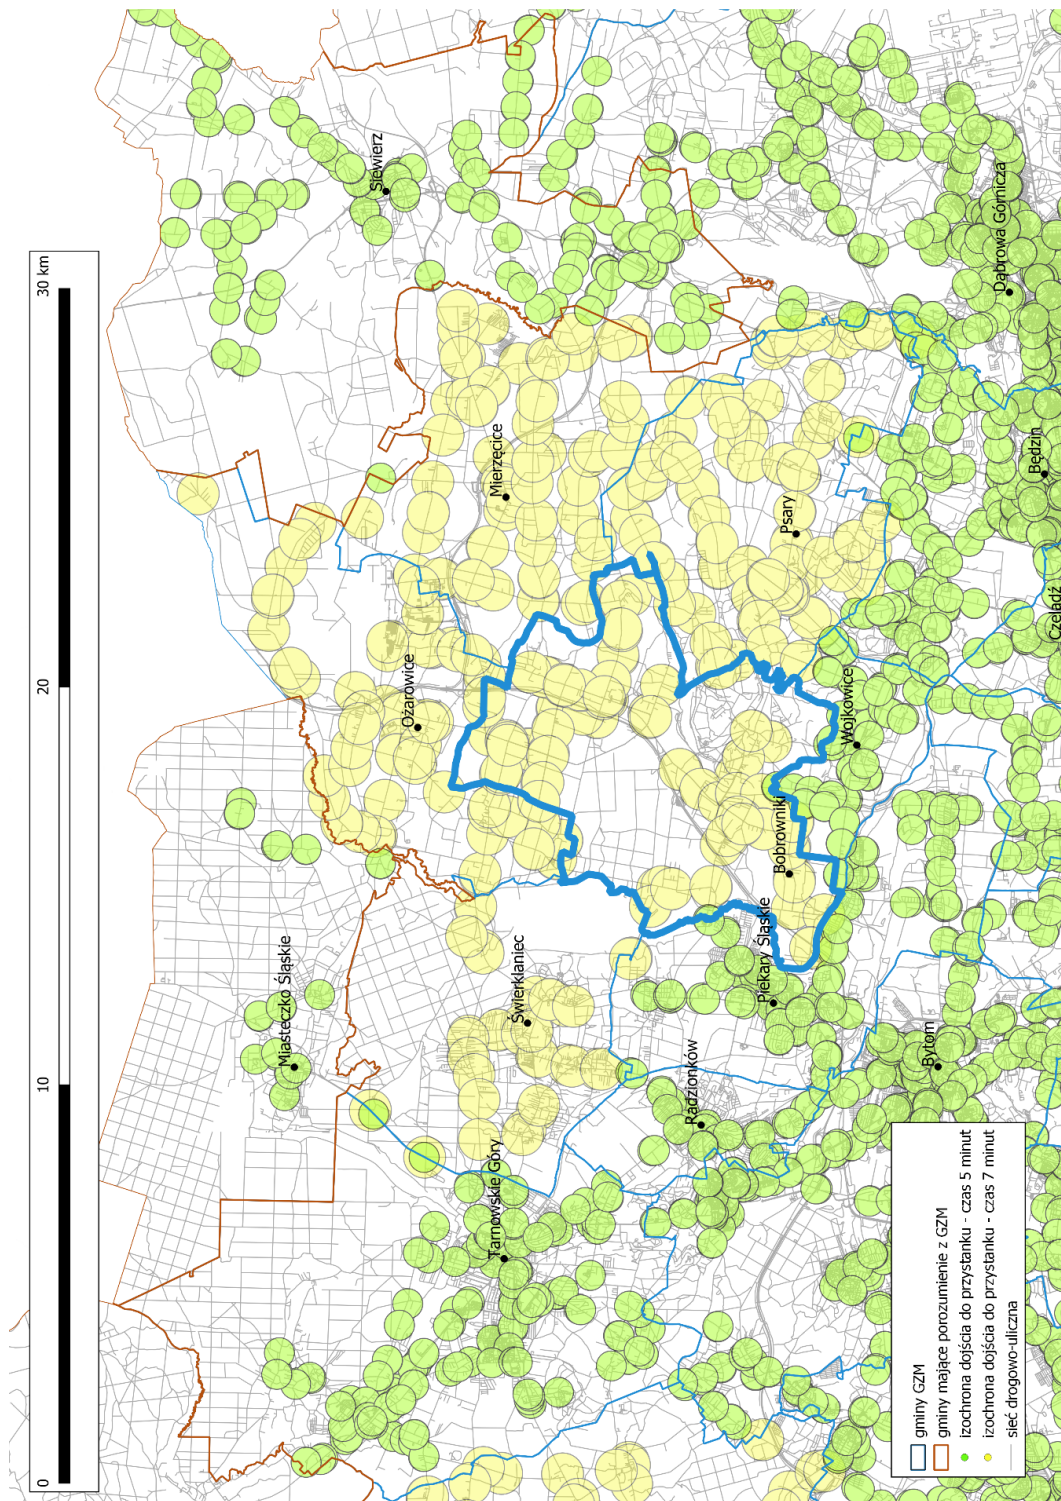 0
10
20
30 km
Siewierz
Mierzęcice
Ożarowice
Miasteczko Śląskie
Świerklaniec
Tarnowskie Góry
Radzionków
Piekary Śląskie
Bobrowniki
Wojkowice
Psary
Dąbrowa Górnicza
Będzin
Czeladź
Bytom
gminy GZM
gminy mające porozumienie z GZM
izochrona dojścia do przystanku - czas 5 minut
izochrona dojścia do przystanku - czas 7 minut
sieć drogowo-uliczna